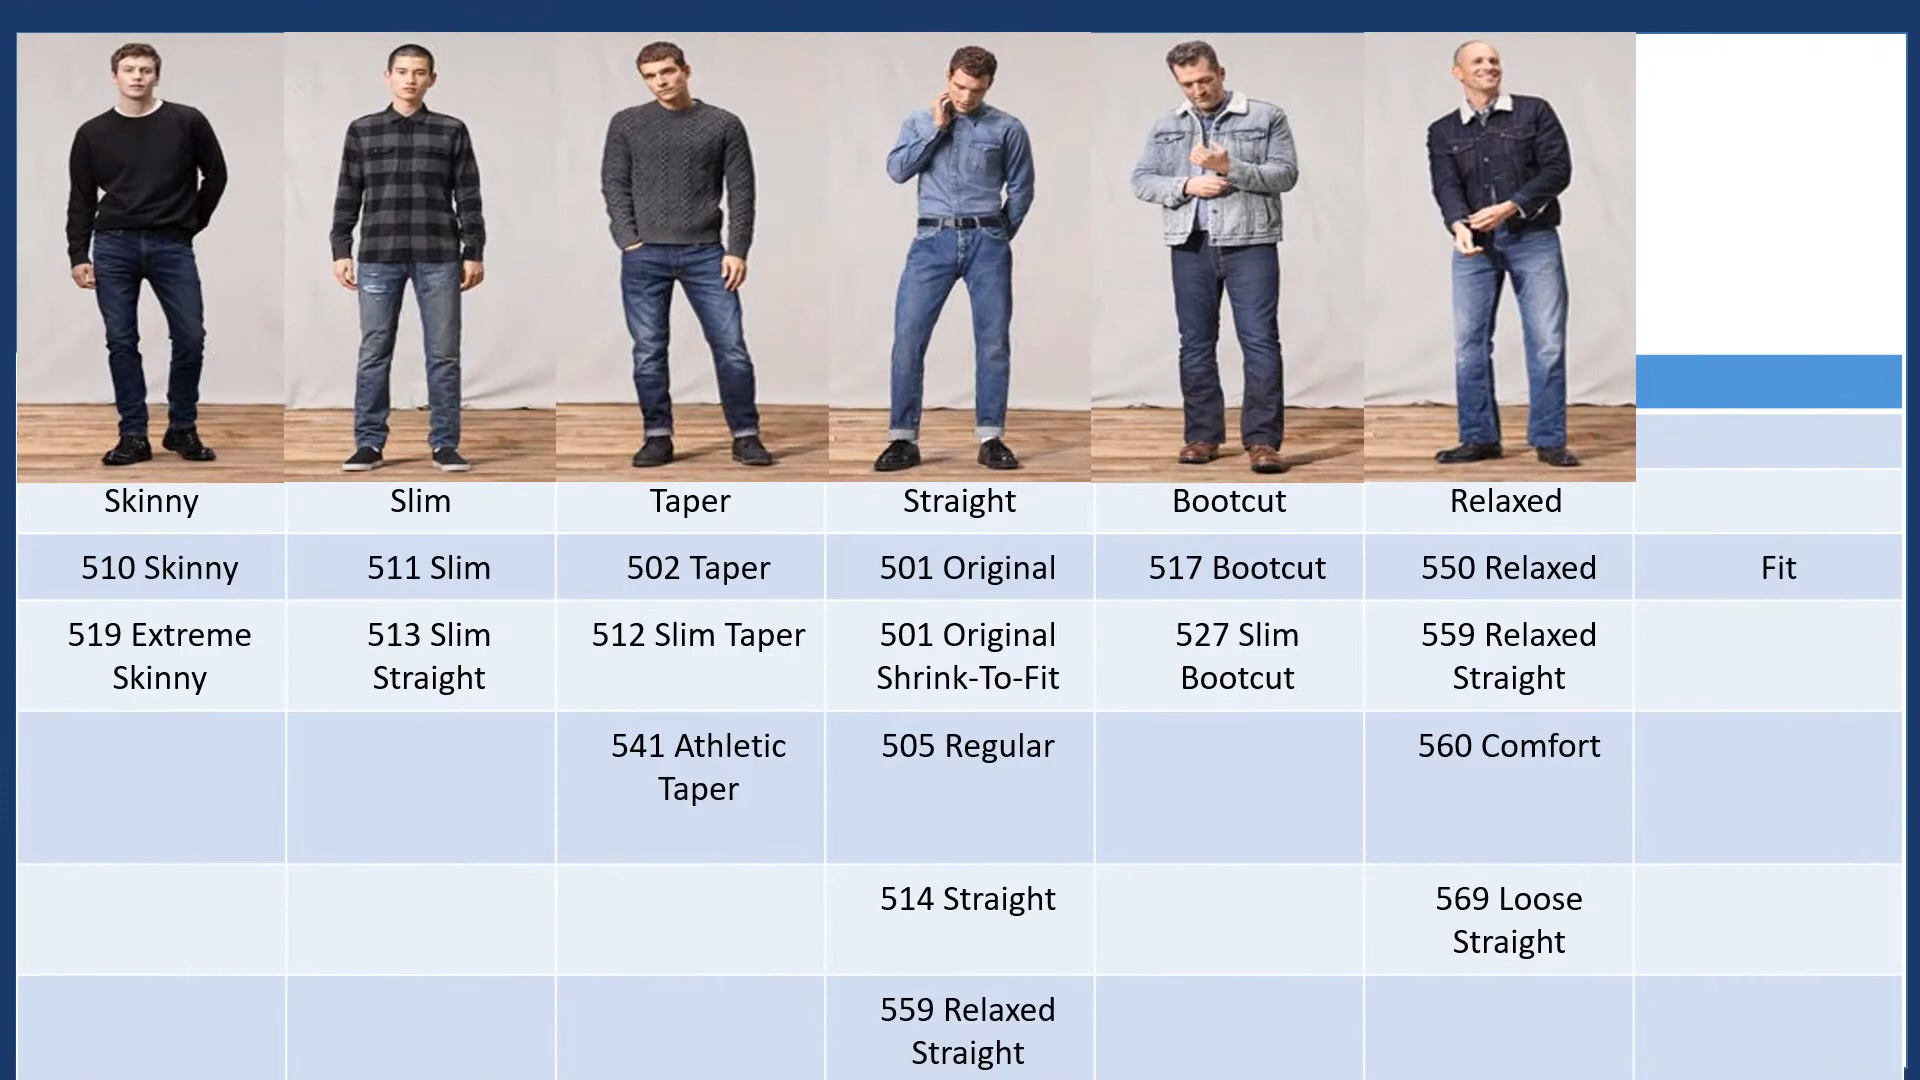 Skinny Slim Taper Straight Bootcut Relaxed
510 Skinny 511 Slim 502 Taper 501 Original 517 Bootcut 550 Relaxed Fit
519 Extreme Skinny 513 Slim Straight 512 Slim Taper 501 Original Shrink-To-Fit 527 Slim Bootcut 559 Relaxed Straight
541 Athletic Taper 505 Regular 560 Comfort
514 Straight 569 Loose Straight
559 Relaxed Straight